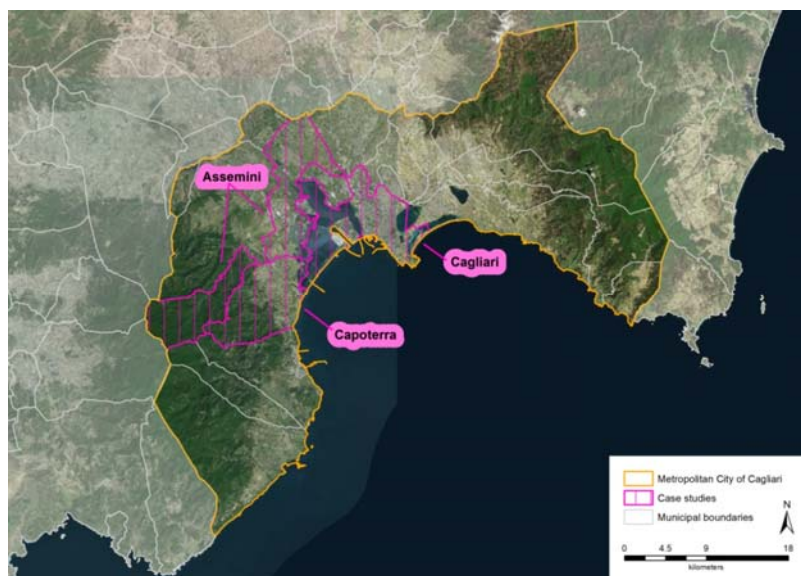 Assemini
Cagliari
Capoterra
Metropolitan City of Cagliari
Case studies
Municipal boundaries
N
0 4.5 9 18
kilometers